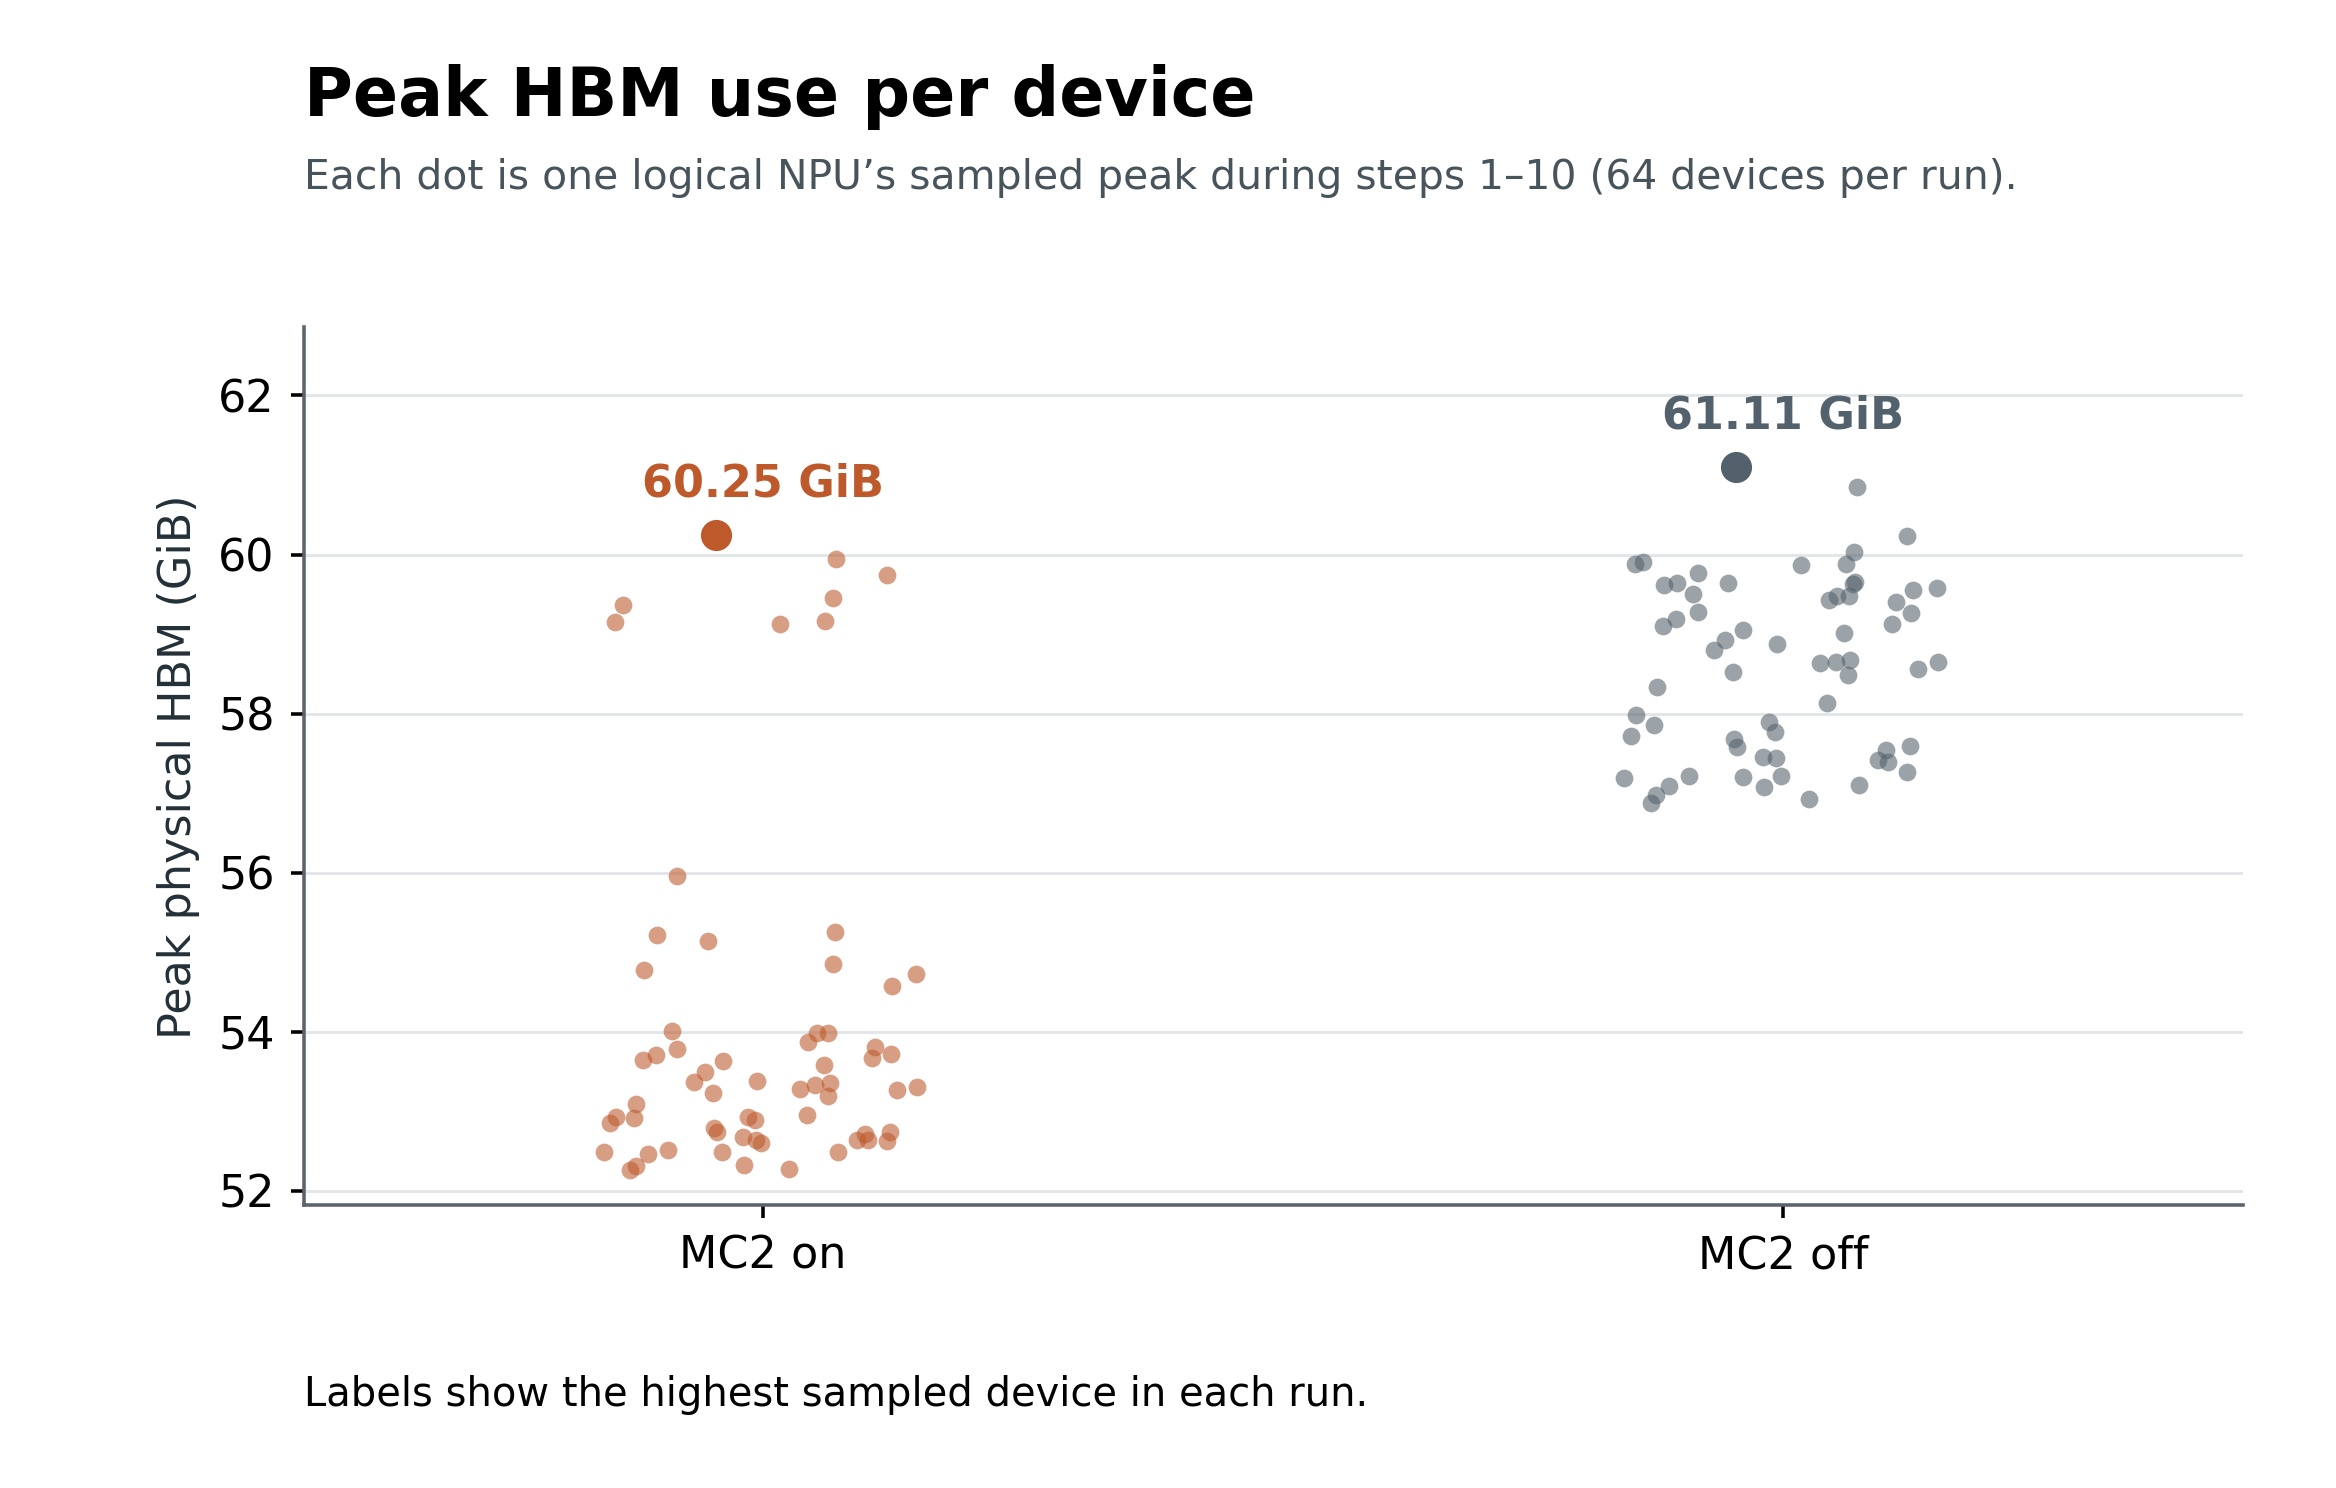 Peak HBM use per device
Each dot is one logical NPU’s sampled peak during steps 1–10 (64 devices per run).
Peak physical HBM (GiB)
62
60
58
56
54
52
60.25 GiB
61.11 GiB
MC2 on
MC2 off
Labels show the highest sampled device in each run.